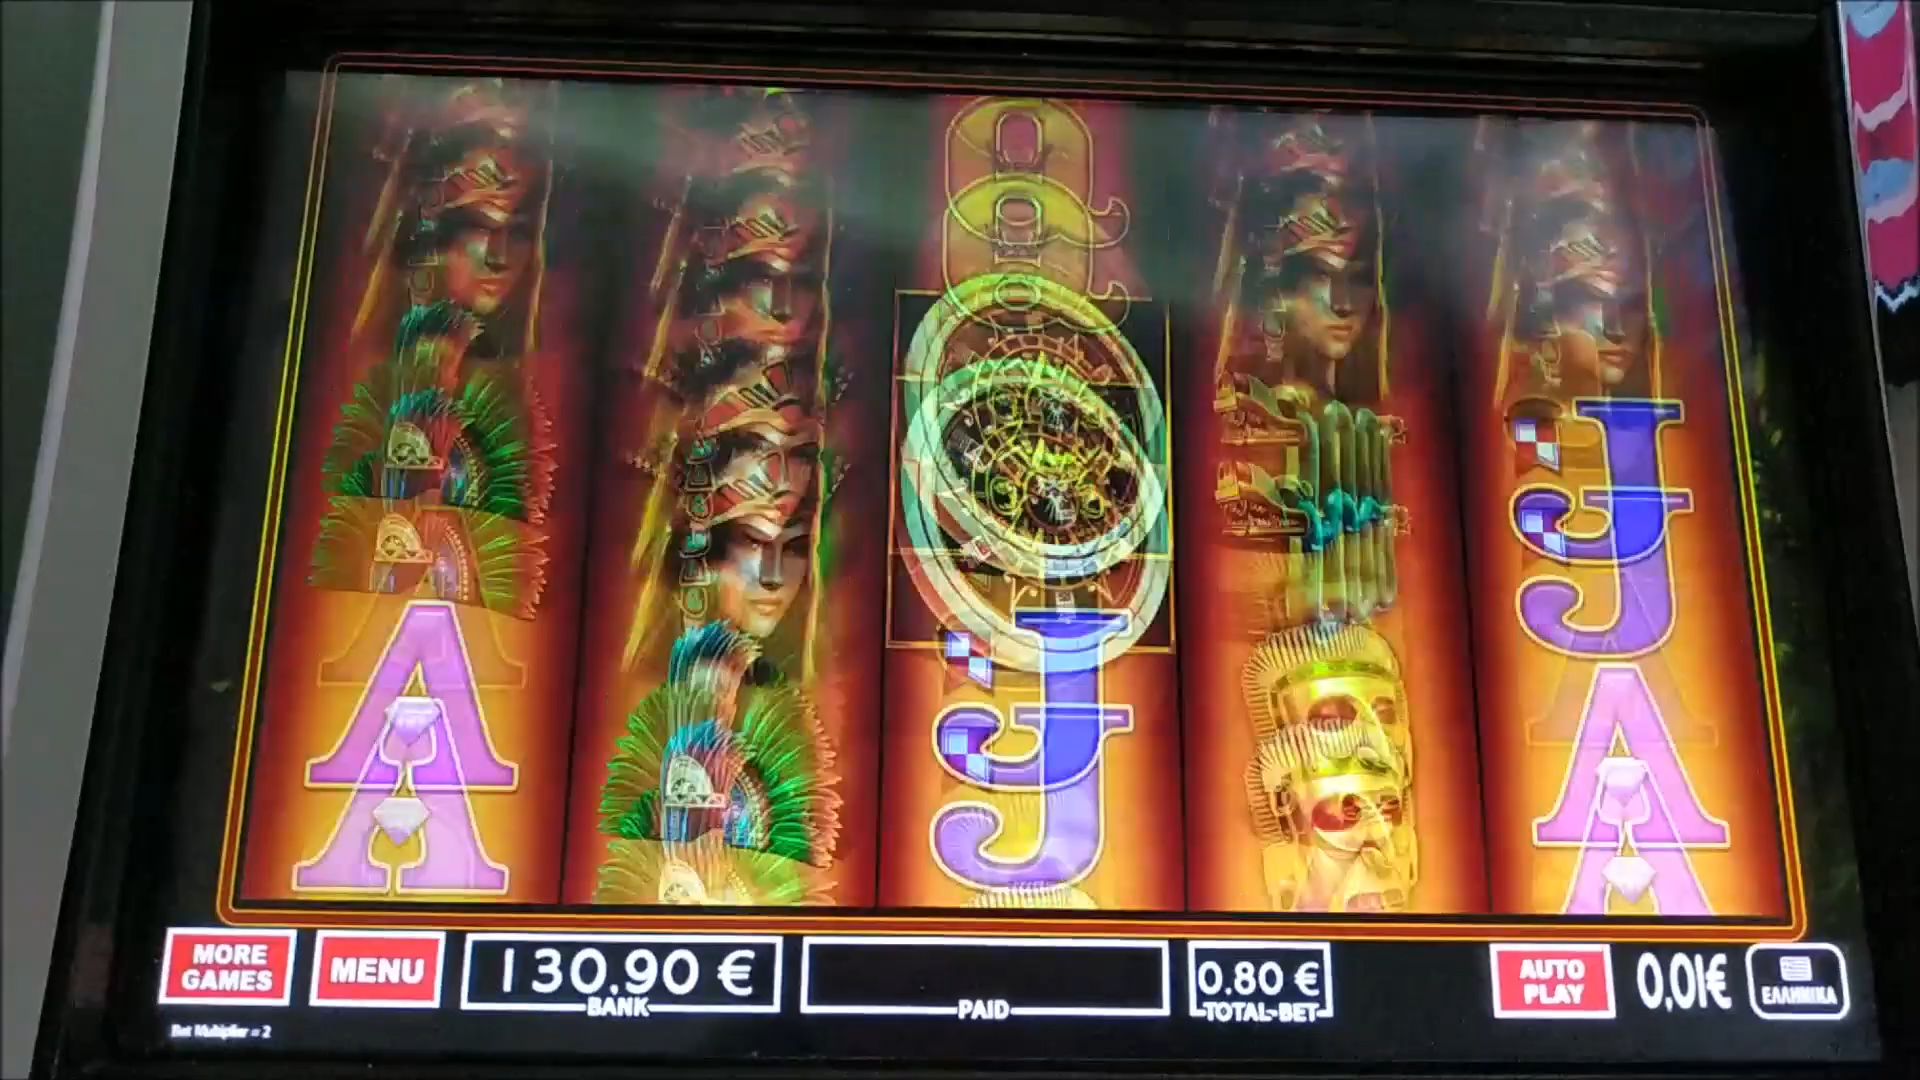 Q
Q
J
J
J
J
A
A
A
A
MORE
GAMES
MENU
130.90 €
BANK
PAID
0.80 €
TOTAL-BET
AUTO
PLAY
0,01€
ΕΛΛΗΝΙΚΑ
Bet Multiplier = 2